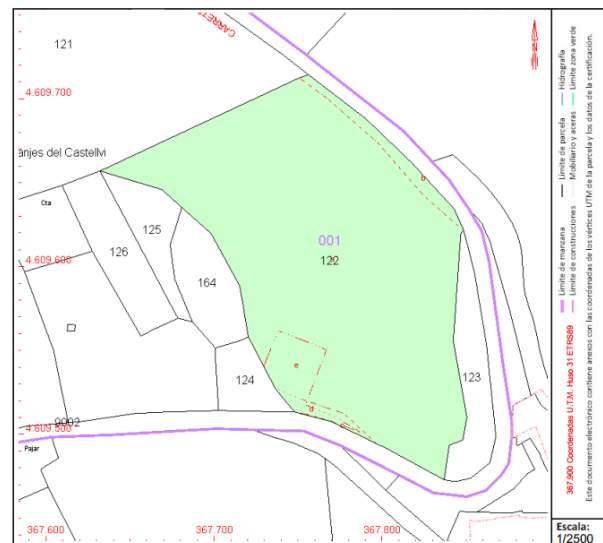 121
CARRET
4.609.700
anjes del Castellvi
Cta
125
126
001
122
4.609.600
164
124
123
0002
4.609.500
Pajar
367.600
367.700
367.800
Límite de manzana
Límite de parcela
Hidrografía
Límite de construcciones
Mobiliario y aceras
Límite zona verde
367.900 Coordenadas U.T.M. Huso 31 ETRS89
Este documento electrónico contiene anexos con las coordenadas de los vértices UTM de la parcela y los datos de la certificación.
Escala:
1/2500